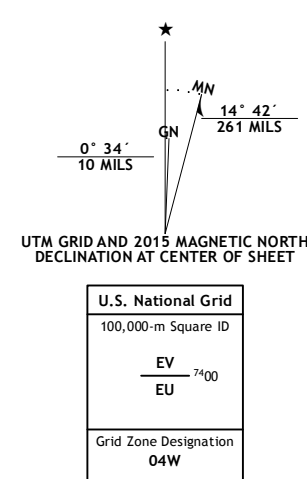 ★
MN
GN
14° 42´
261 MILS
0° 34´
10 MILS
UTM GRID AND 2015 MAGNETIC NORTH
DECLINATION AT CENTER OF SHEET
U.S. National Grid
100,000-m Square ID
EV
7400
EU
Grid Zone Designation
04W